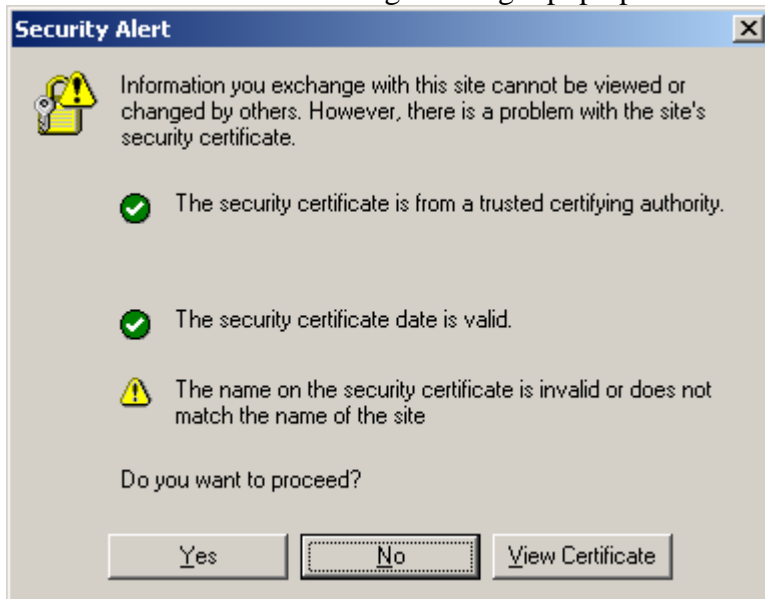 Security Alert
Information you exchange with this site cannot be viewed or
changed by others. However, there is a problem with the site's
security certificate.
The security certificate is from a trusted certifying authority.
The security certificate date is valid.
The name on the security certificate is invalid or does not
match the name of the site
Do you want to proceed?
Yes No View Certificate